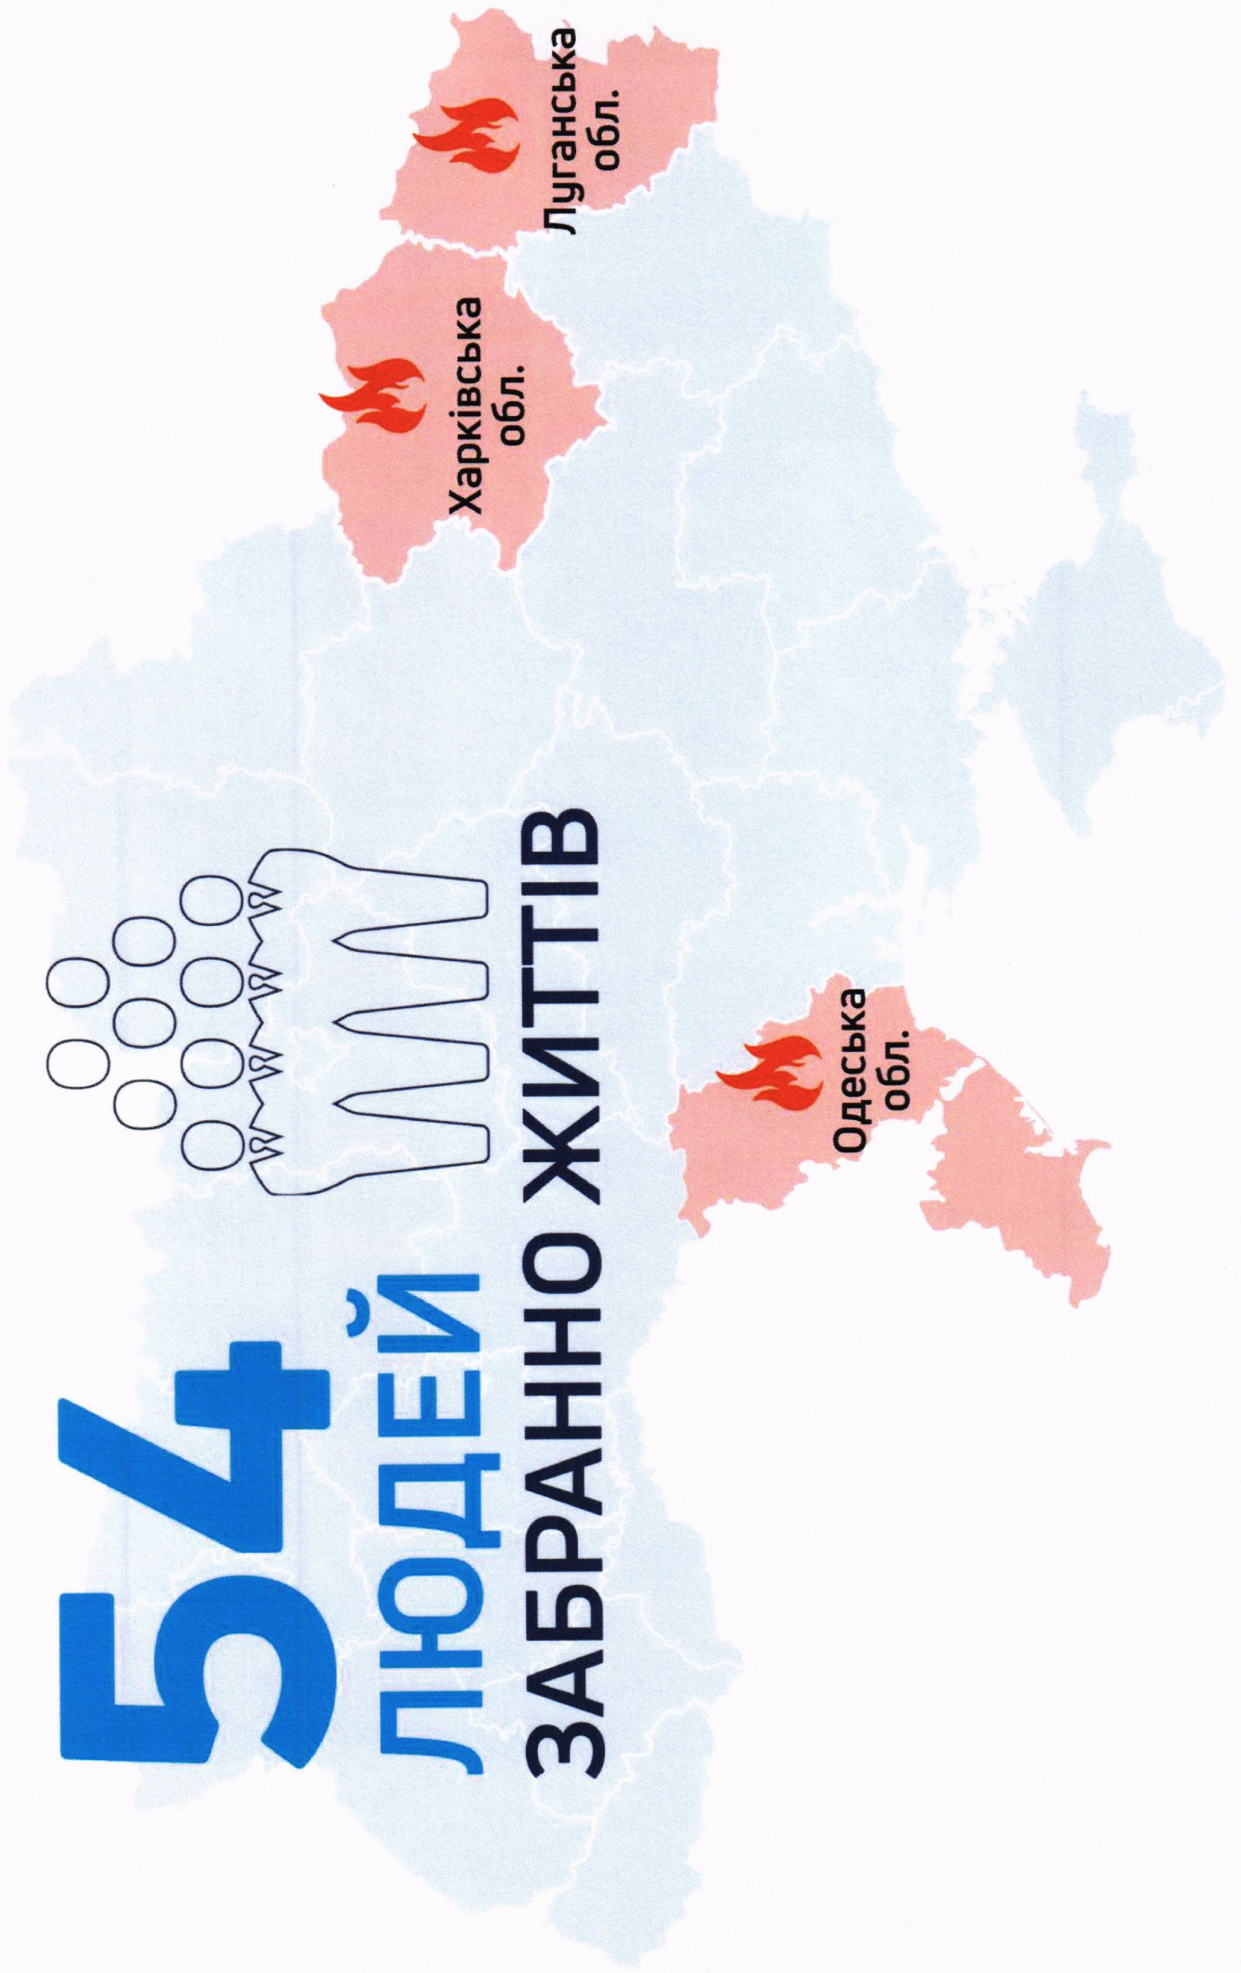 54
ЛЮДЕЙ
ЗАБРАННО ЖИТТІВ
Харківська
обл.
Луганська
обл.
Одеська
обл.